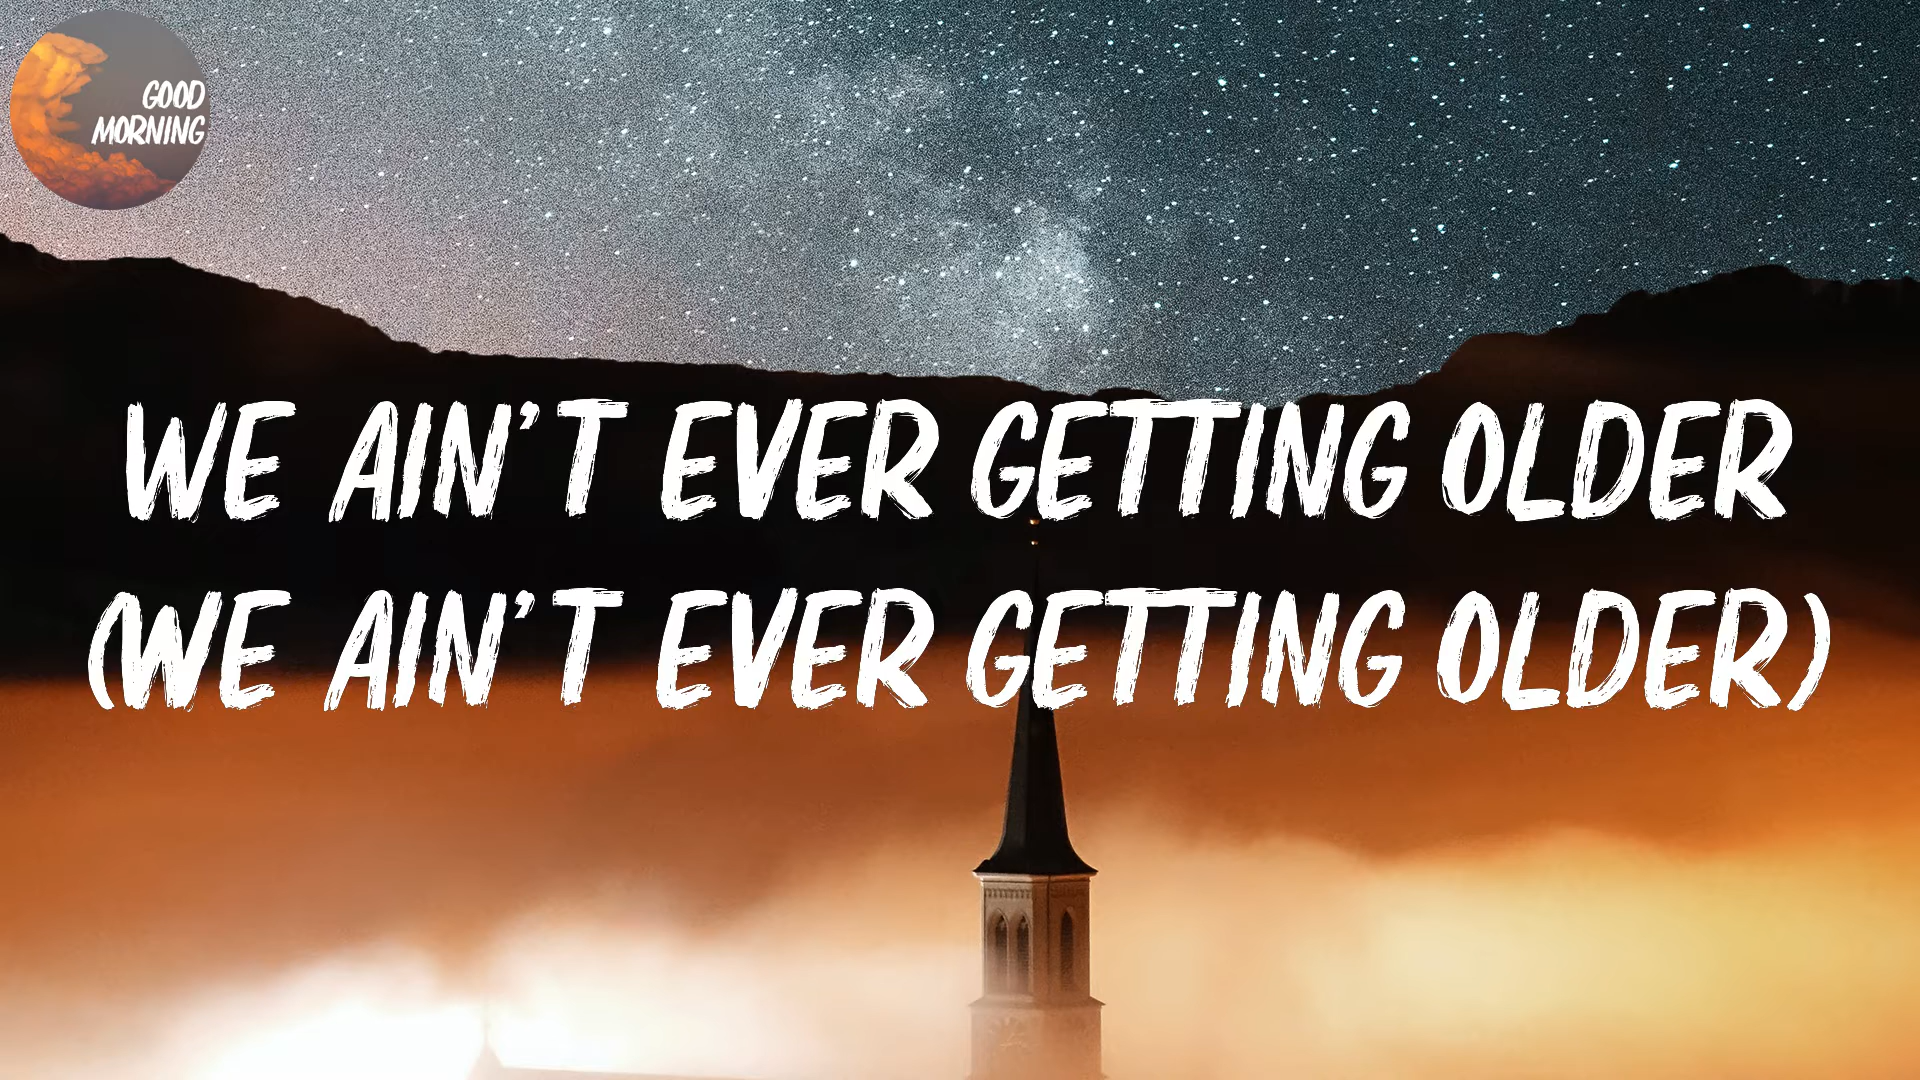 GOOD
MORNING
WE AIN'T EVER GETTING OLDER
(WE AIN'T EVER GETTING OLDER)